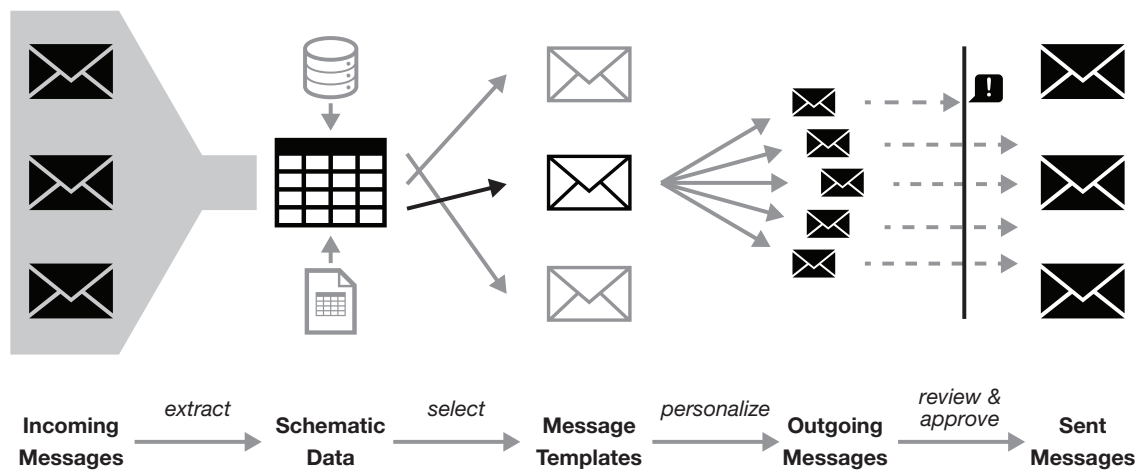 !
extract
select
personalize
review &
approve
Incoming
Messages
Schematic
Data
Message
Templates
Outgoing
Messages
Sent
Messages